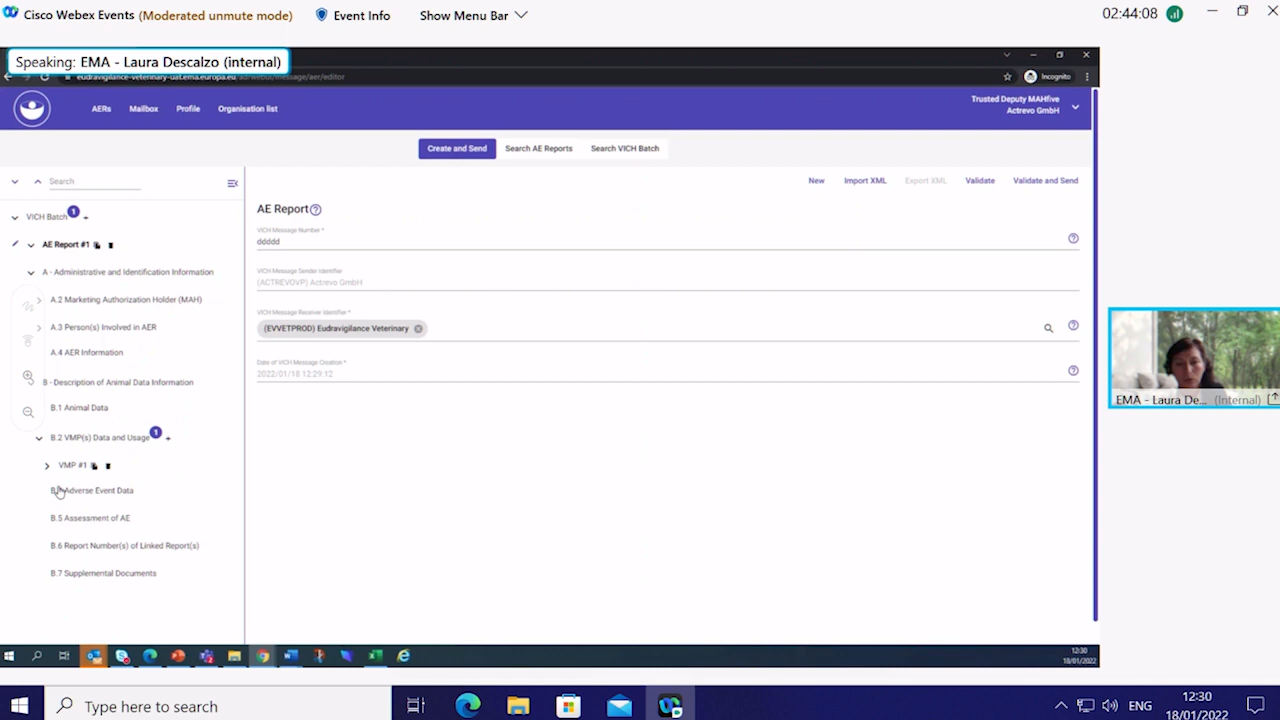 Cisco Webex Events (Moderated unmute mode) Event Info Show Menu Bar 02:44:08
Speaking: EMA - Laura Descalzo (internal)
eudravigilance-veterinary-uat.ema.europa.eu/adrwebui/message/aer/editor Incognito
AERs Mailbox Profile Organisation list
Trusted Deputy MAHfive
Actrevo GmbH
Create and Send Search AE Reports Search VICH Batch
Search
New Import XML Export XML Validate Validate and Send
VICH Batch 1 +
AE Report #1
A - Administrative and Identification Information
A.2 Marketing Authorization Holder (MAH)
A.3 Person(s) Involved in AER
A.4 AER Information
B - Description of Animal Data Information
B.1 Animal Data
B.2 VMP(s) Data and Usage 1 +
VMP #1
Adverse Event Data
B.5 Assessment of AE
B.6 Report Number(s) of Linked Report(s)
B.7 Supplemental Documents
AE Report
VICH Message Number *
ddddd
VICH Message Sender Identifier
(ACTREVOVP) Actrevo GmbH
VICH Message Receiver Identifier *
(EVVETPROD) Eudravigilance Veterinary
Date of VICH Message Creation *
2022/01/18 12:29:12
EMA - Laura De... (Internal)
12:30
18/01/2022
Type here to search
ENG
12:30
18/01/2022